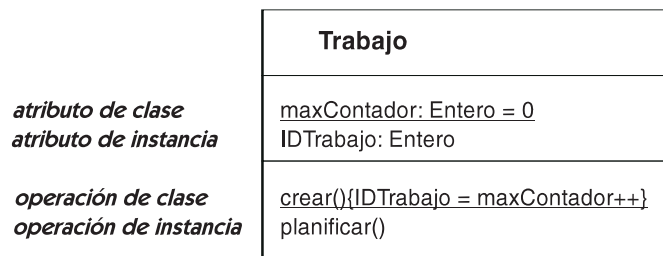 Trabajo
atributo de clase maxContador: Entero = 0
atributo de instancia IDTrabajo: Entero
operación de clase crear(){IDTrabajo = maxContador++}
operación de instancia planificar()